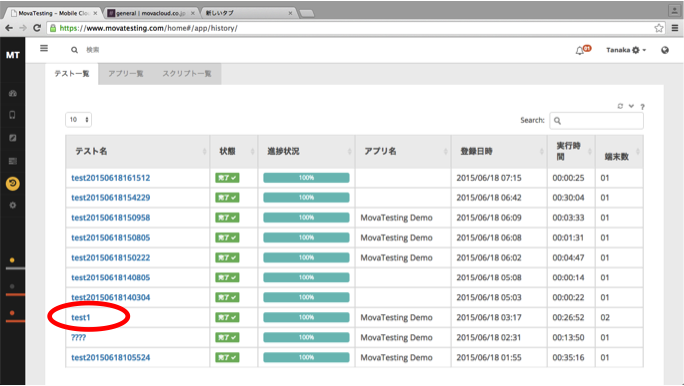 MovaTesting – Mobile Clo
general | movacloud.co.jp
新しいタブ
https://www.movatesting.com/home#/app/history/
MT
検索
Tanaka
テスト一覧 アプリ一覧 スクリプト一覧
10
Search:
テスト名 状態 進捗状況 アプリ名 登録日時 実行時間 端末数
test20150618161512 完了 100% 2015/06/18 07:15 00:00:25 01
test20150618154229 完了 100% 2015/06/18 06:42 00:30:04 01
test20150618150958 完了 100% MovaTesting Demo 2015/06/18 06:09 00:03:33 01
test20150618150805 完了 100% MovaTesting Demo 2015/06/18 06:08 00:01:31 01
test20150618150222 完了 100% MovaTesting Demo 2015/06/18 06:02 00:04:47 01
test20150618140805 完了 100% 2015/06/18 05:08 00:00:14 01
test20150618140304 完了 100% 2015/06/18 05:03 00:00:22 01
test1 完了 100% MovaTesting Demo 2015/06/18 03:17 00:26:52 02
???? 完了 100% MovaTesting Demo 2015/06/18 02:31 00:13:50 01
test20150618105524 完了 100% MovaTesting Demo 2015/06/18 01:55 00:35:16 01